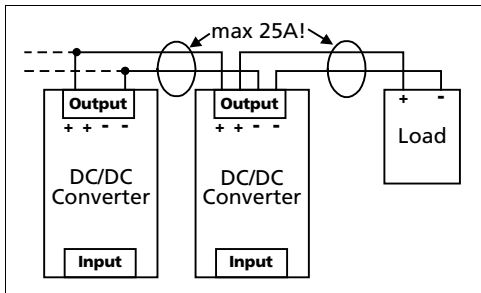 max 25A!
Output
+ + - -
DC/DC
Converter
Input
Output
+ + - -
DC/DC
Converter
Input
+ -
Load